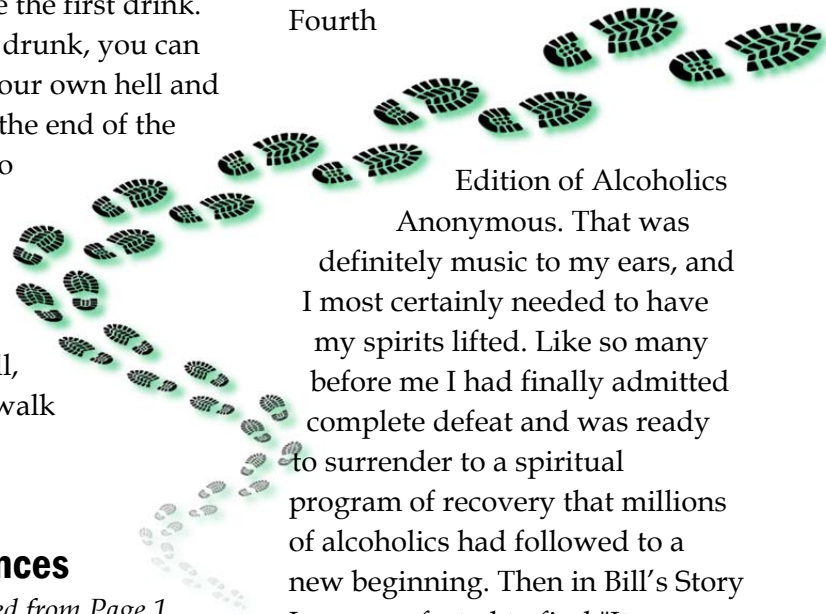 e the first drink.
drunk, you can
our own hell and
the end of the
o
ll,
walk
nces
ed from Page 1
Fourth
Edition of Alcoholics
Anonymous. That was
definitely music to my ears, and
I most certainly needed to have
my spirits lifted. Like so many
before me I had finally admitted
complete defeat and was ready
to surrender to a spiritual
program of recovery that millions
of alcoholics had followed to a
new beginning. Then in Bill's Story